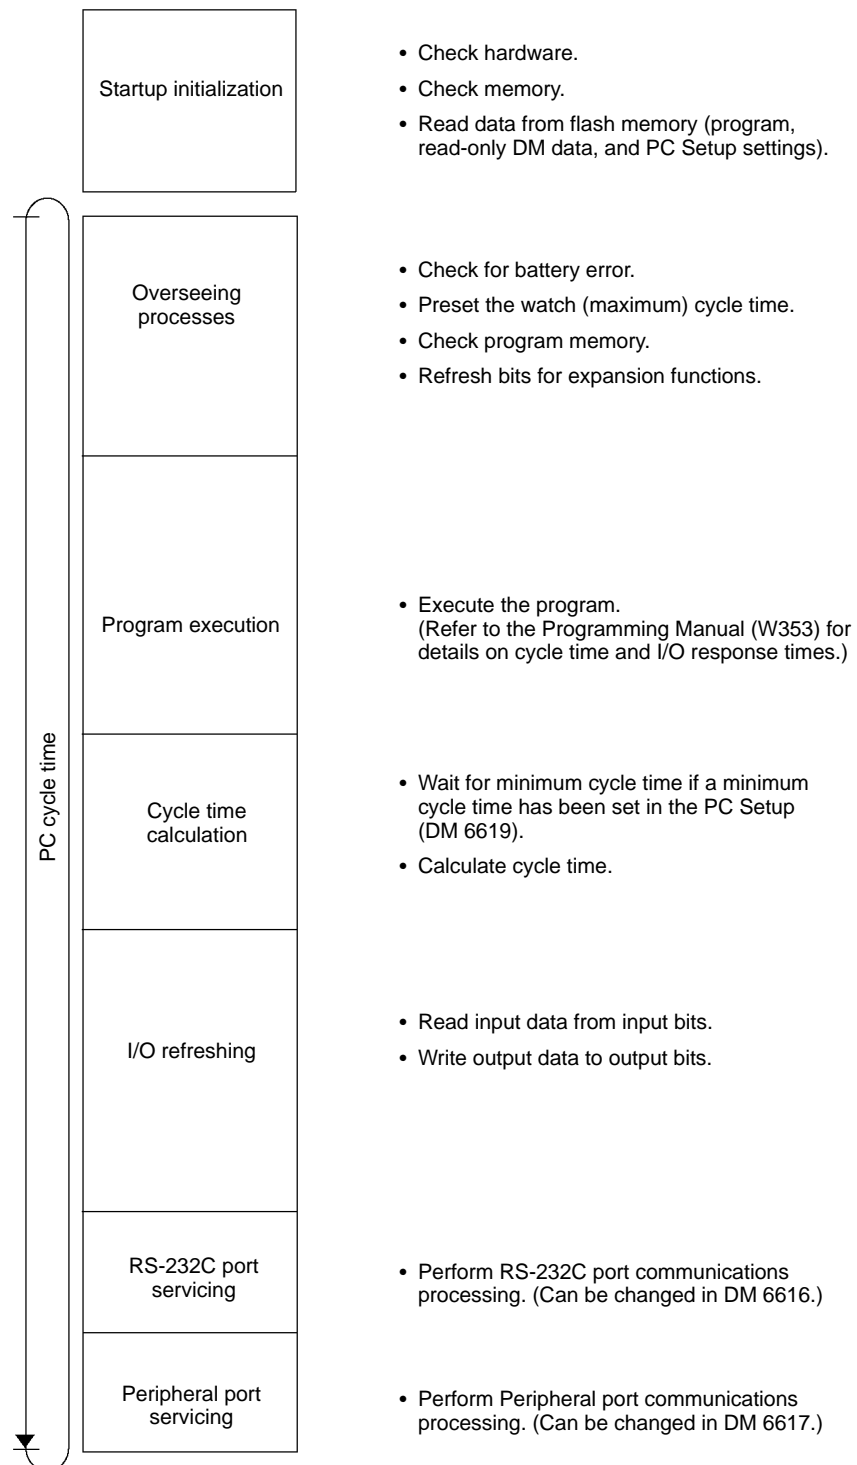 Startup initialization
• Check hardware.
• Check memory.
• Read data from flash memory (program,
read-only DM data, and PC Setup settings).
PC cycle time
Overseeing
processes
• Check for battery error.
• Preset the watch (maximum) cycle time.
• Check program memory.
• Refresh bits for expansion functions.
Program execution
• Execute the program.
(Refer to the Programming Manual (W353) for
details on cycle time and I/O response times.)
Cycle time
calculation
• Wait for minimum cycle time if a minimum
cycle time has been set in the PC Setup
(DM 6619).
• Calculate cycle time.
I/O refreshing
• Read input data from input bits.
• Write output data to output bits.
RS-232C port
servicing
• Perform RS-232C port communications
processing. (Can be changed in DM 6616.)
Peripheral port
servicing
• Perform Peripheral port communications
processing. (Can be changed in DM 6617.)